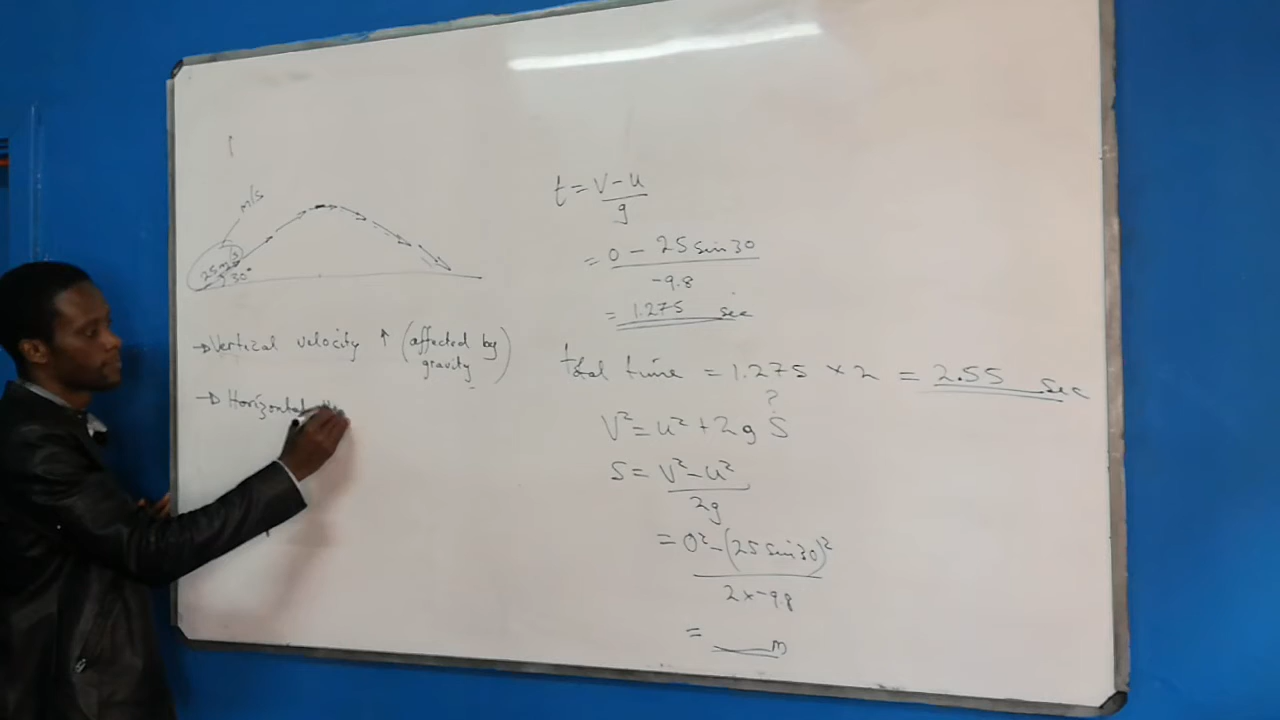 m/s
25m/s
30°
→ Vertical velocity ↑ (affected by gravity)
→ Horizontal
t = V - u / g
= 0 - 25 sin 30 / -9.8
= 1.275 sec
total time = 1.275 × 2 = 2.55 sec
?
V² = u² + 2g S
S = V² - u² / 2g
= 0² - (25 sin 30)² / 2 × -9.8
= m